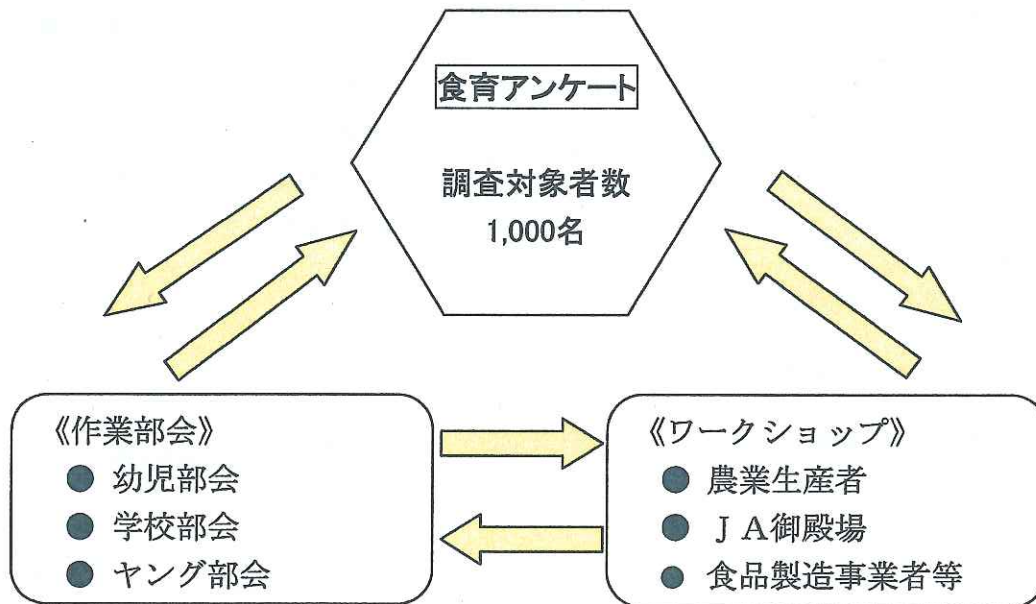 食育アンケート
調査対象者数
1,000名
《作業部会》
● 幼児部会
● 学校部会
● ヤング部会
《ワークショップ》
● 農業生産者
● ＪＡ御殿場
● 食品製造事業者等